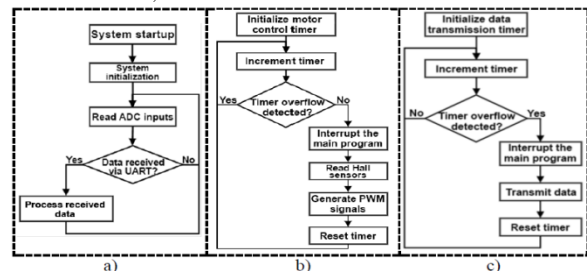 System startup
System
initialization
Read ADC inputs
Yes
Data received
via UART?
No
Process received
data
a)
Initialize motor
control timer
Increment timer
Yes
Timer overflow
detected?
No
Interrupt the
main program
Read Hall
sensors
Generate PWM
signals
Reset timer
b)
Initialize data
transmission timer
Increment timer
No
Timer overflow
detected?
Yes
Interrupt the
main program
Transmit data
Reset timer
c)